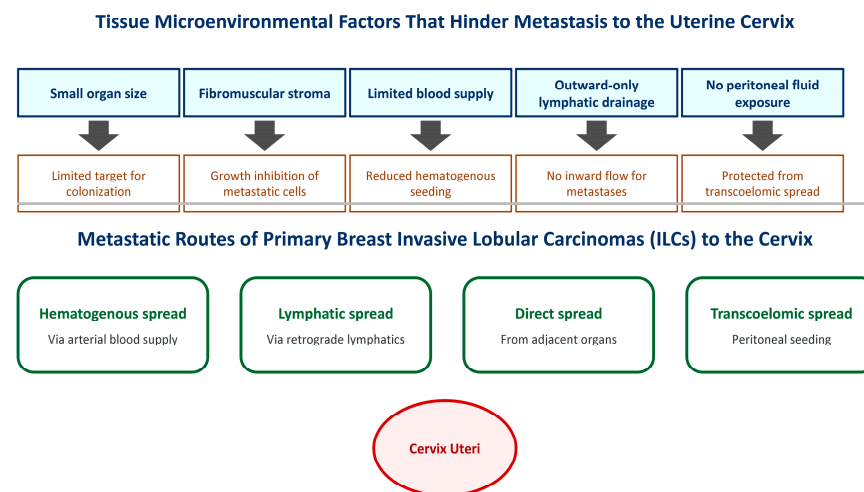 Tissue Microenvironmental Factors That Hinder Metastasis to the Uterine Cervix
Small organ size
Fibromuscular stroma
Limited blood supply
Outward-only
lymphatic drainage
No peritoneal fluid
exposure
Limited target for
colonization
Growth inhibition of
metastatic cells
Reduced hematogenous
seeding
No inward flow for
metastases
Protected from
transcoelomic spread
Metastatic Routes of Primary Breast Invasive Lobular Carcinomas (ILCs) to the Cervix
Hematogenous spread
Via arterial blood supply
Lymphatic spread
Via retrograde lymphatics
Direct spread
From adjacent organs
Transcoelomic spread
Peritoneal seeding
Cervix Uteri